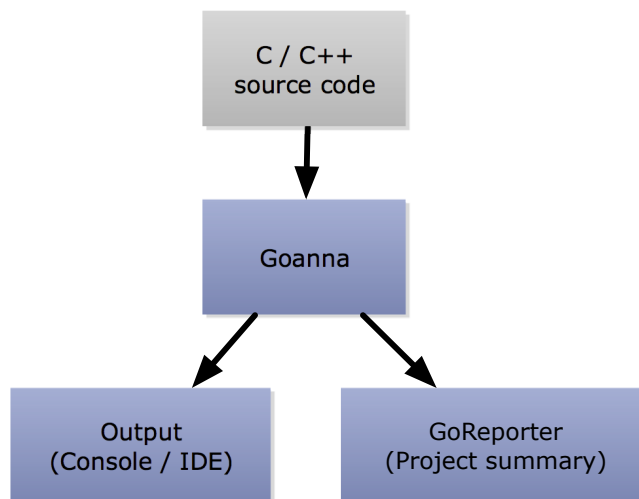 C / C++
source code
Goanna
Output
(Console / IDE)
GoReporter
(Project summary)